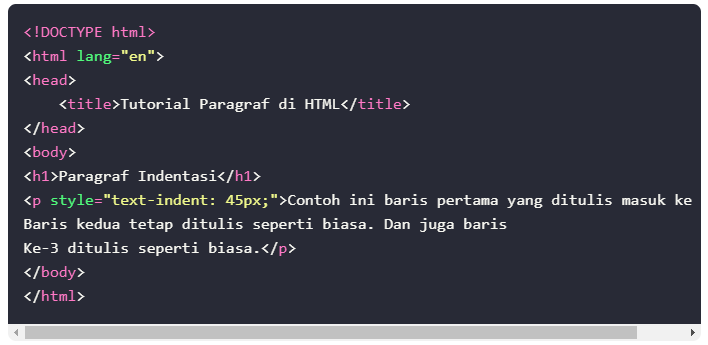 <!DOCTYPE html>
<html lang="en">
<head>
    <title>Tutorial Paragraf di HTML</title>
</head>
<body>
<h1>Paragraf Indentasi</h1>
<p style="text-indent: 45px;">Contoh ini baris pertama yang ditulis masuk ke
Baris kedua tetap ditulis seperti biasa. Dan juga baris
Ke-3 ditulis seperti biasa.</p>
</body>
</html>